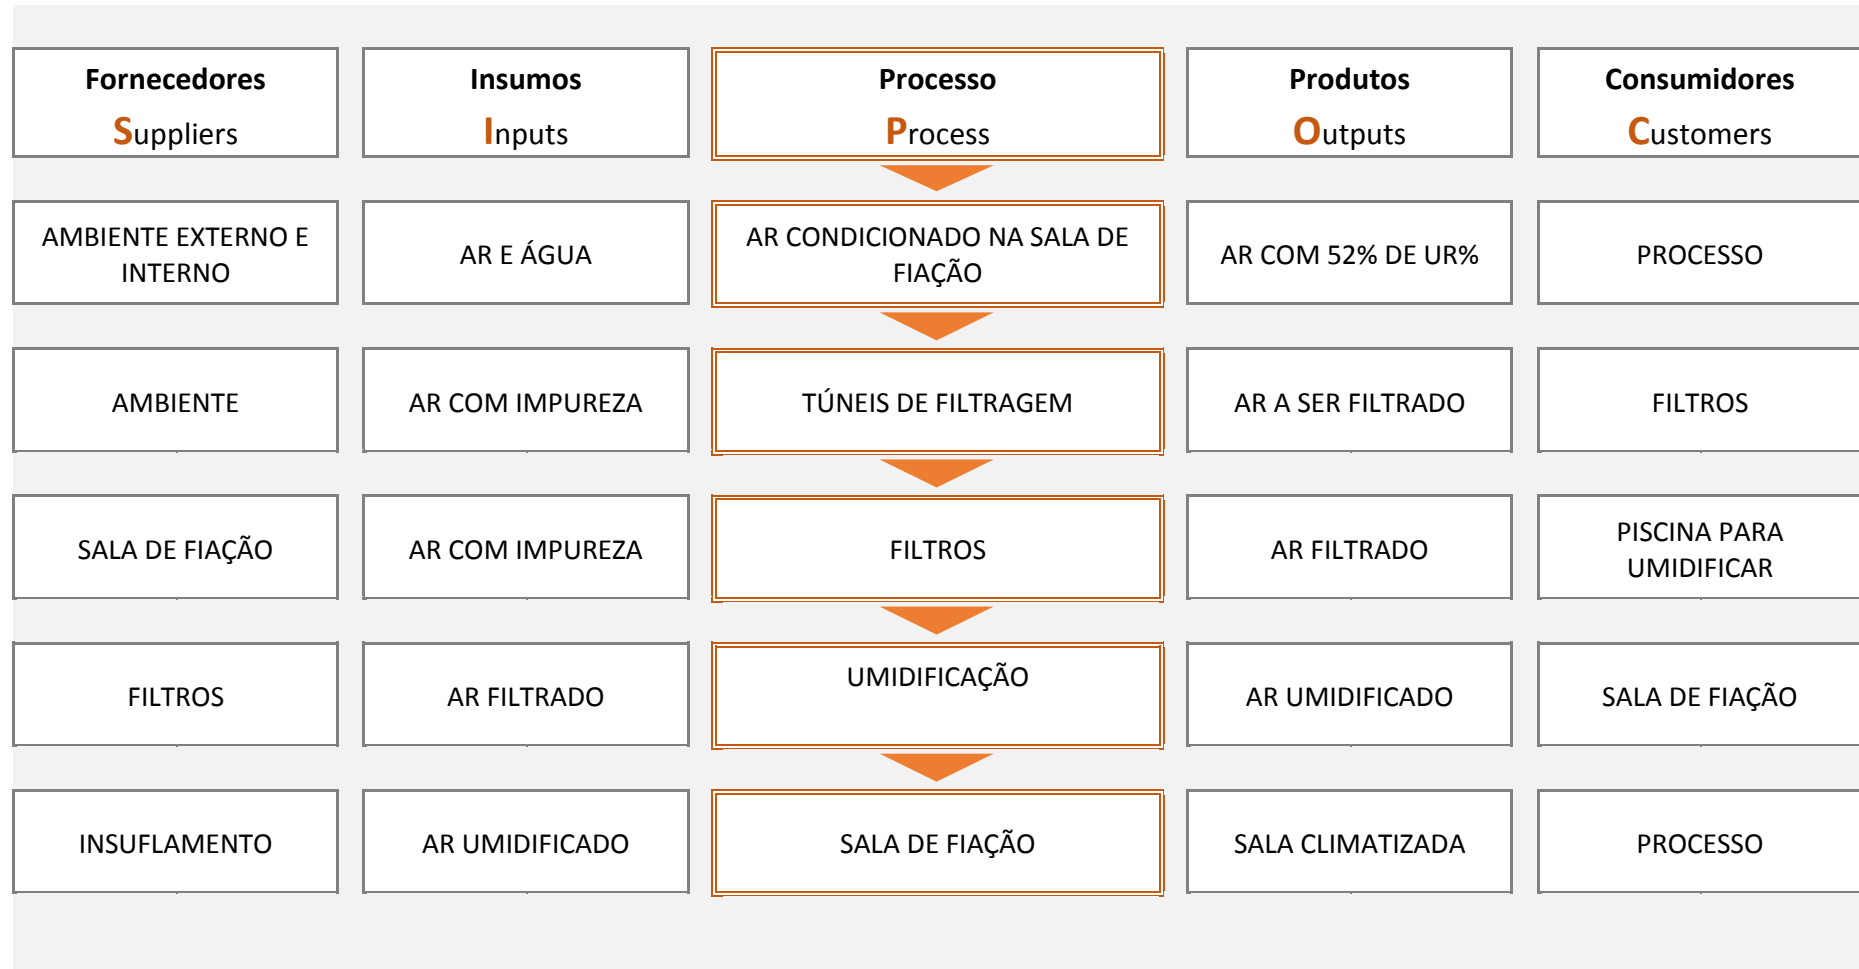 Fornecedores
Suppliers
Insumos
Inputs
Processo
Process
Produtos
Outputs
Consumidores
Customers
AMBIENTE EXTERNO E
INTERNO
AR E ÁGUA
AR CONDICIONADO NA SALA DE
FIAÇÃO
AR COM 52% DE UR%
PROCESSO
AMBIENTE
AR COM IMPUREZA
TÚNEIS DE FILTRAGEM
AR A SER FILTRADO
FILTROS
SALA DE FIAÇÃO
AR COM IMPUREZA
FILTROS
AR FILTRADO
PISCINA PARA
UMIDIFICAR
FILTROS
AR FILTRADO
UMIDIFICAÇÃO
AR UMIDIFICADO
SALA DE FIAÇÃO
INSUFLAMENTO
AR UMIDIFICADO
SALA DE FIAÇÃO
SALA CLIMATIZADA
PROCESSO